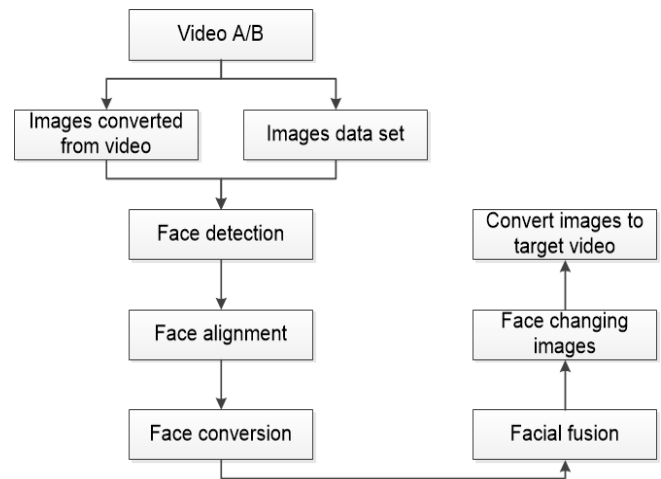 Video A/B
Images converted
from video
Images data set
Face detection
Face alignment
Face conversion
Facial fusion
Face changing
images
Convert images to
target video